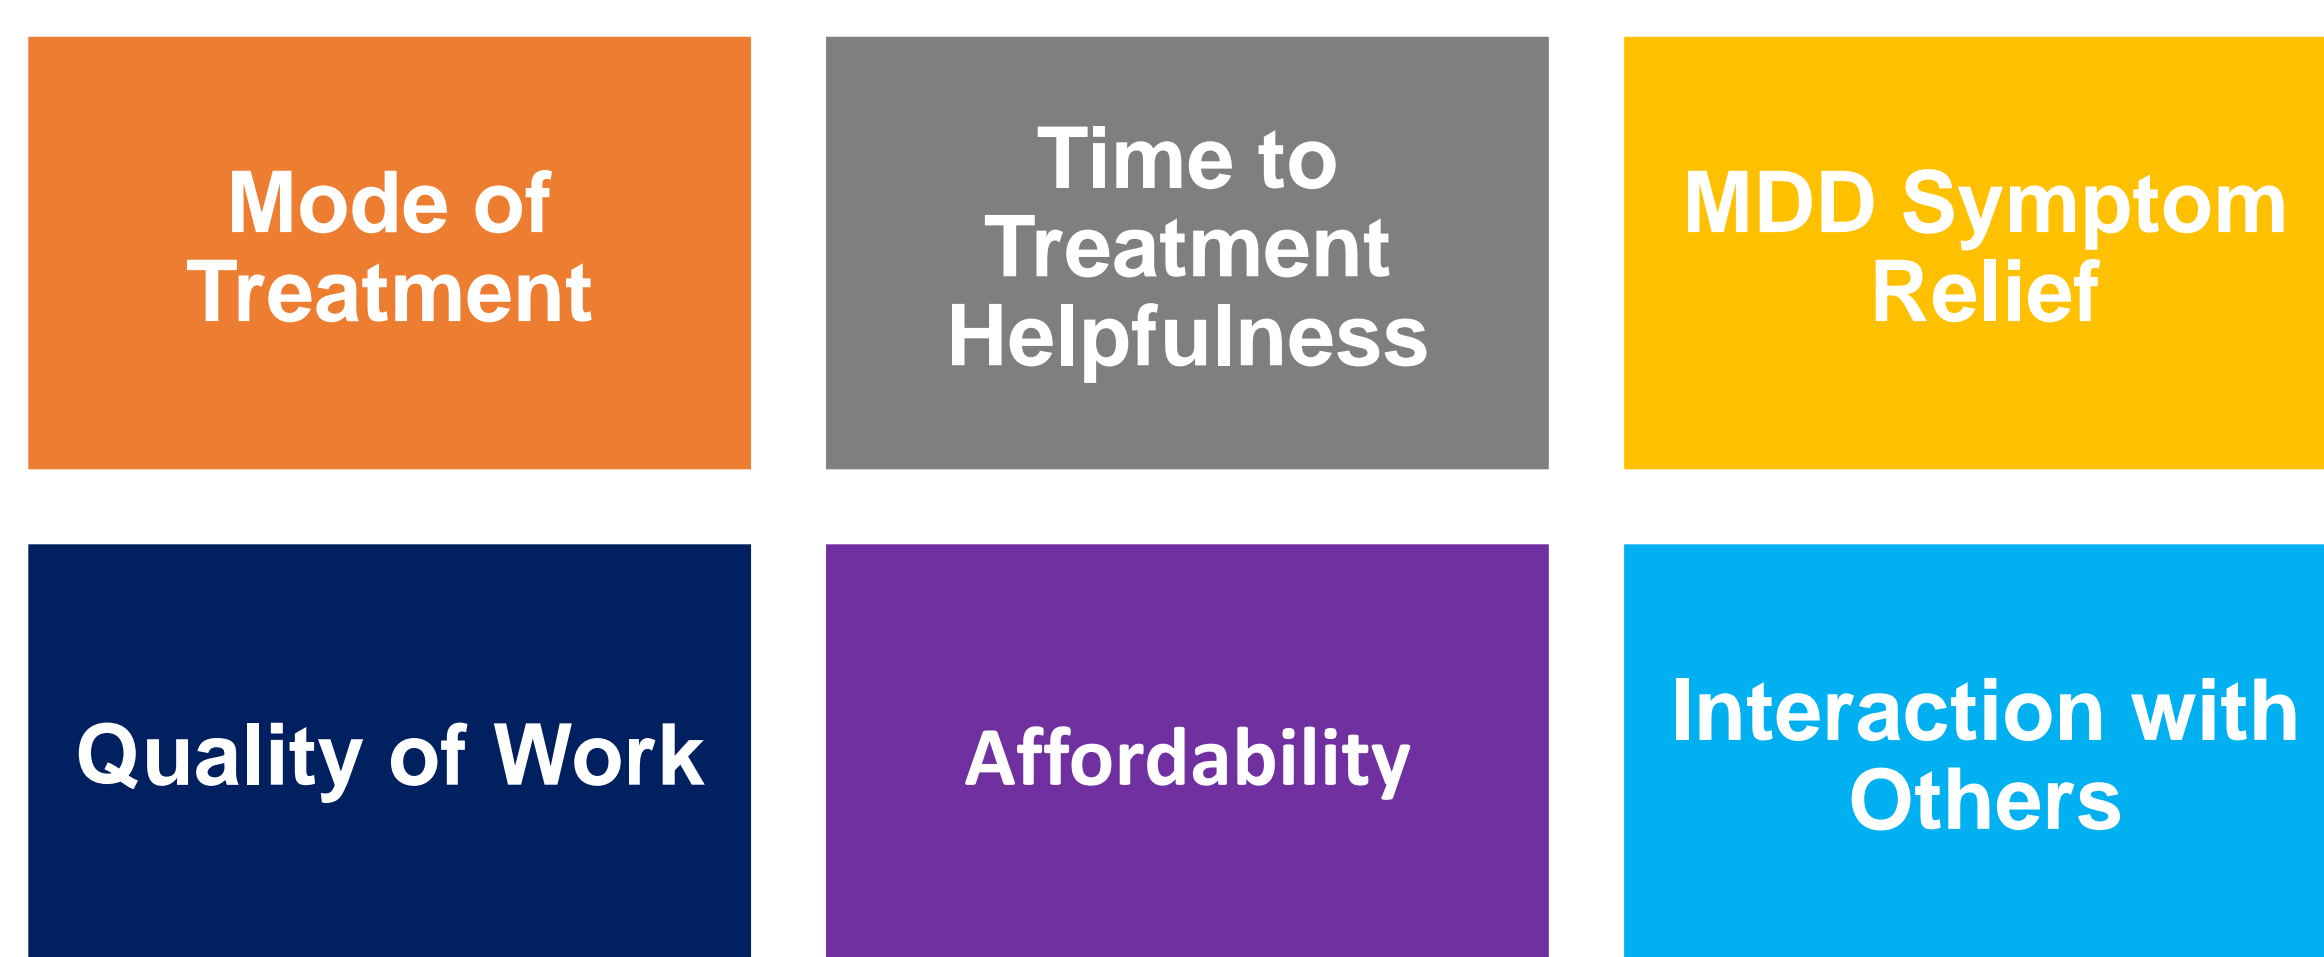 Mode of
Treatment
Time to
Treatment
Helpfulness
MDD Symptom
Relief
Quality of Work
Affordability
Interaction with
Others